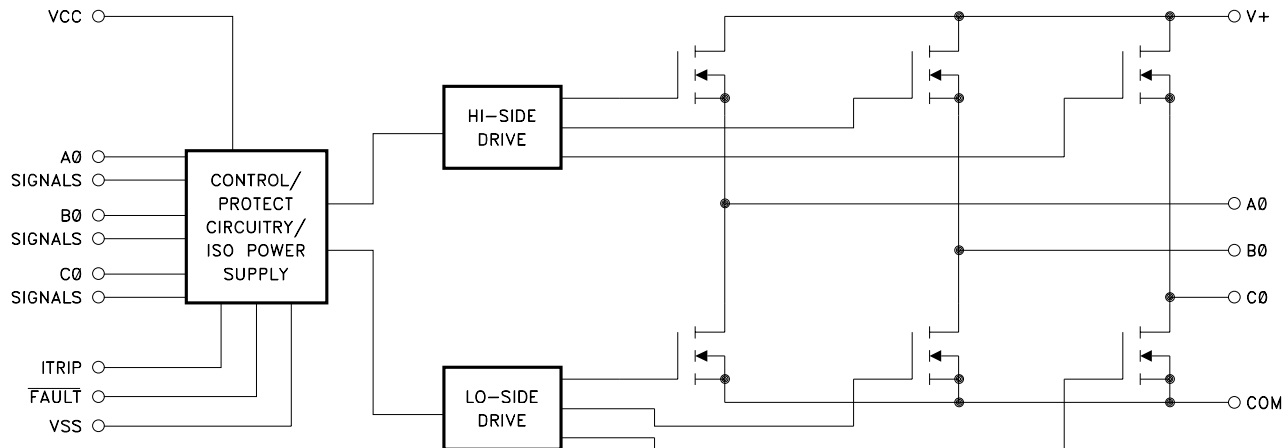 VCC
V+
HI-SIDE
DRIVE
AØ
SIGNALS
BØ
SIGNALS
CØ
SIGNALS
CONTROL/
PROTECT
CIRCUITRY/
ISO POWER
SUPPLY
AØ
BØ
CØ
ITRIP
FAULT
VSS
LO-SIDE
DRIVE
COM